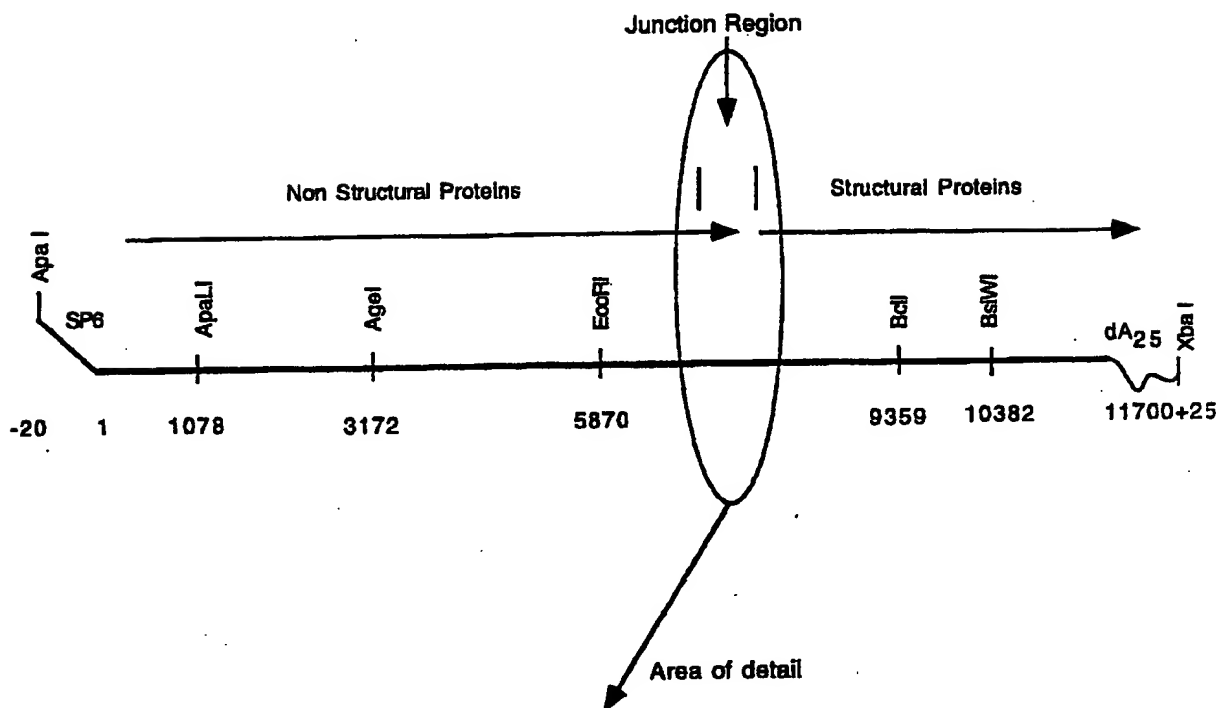 Junction Region
Non Structural Proteins
Structural Proteins
Apa I
SP6
ApaLI
AgeI
EcoRI
BclI
BsiWI
dA25
Xba I
-20 1 1078 3172 5870 9359 10382 11700+25
Area of detail